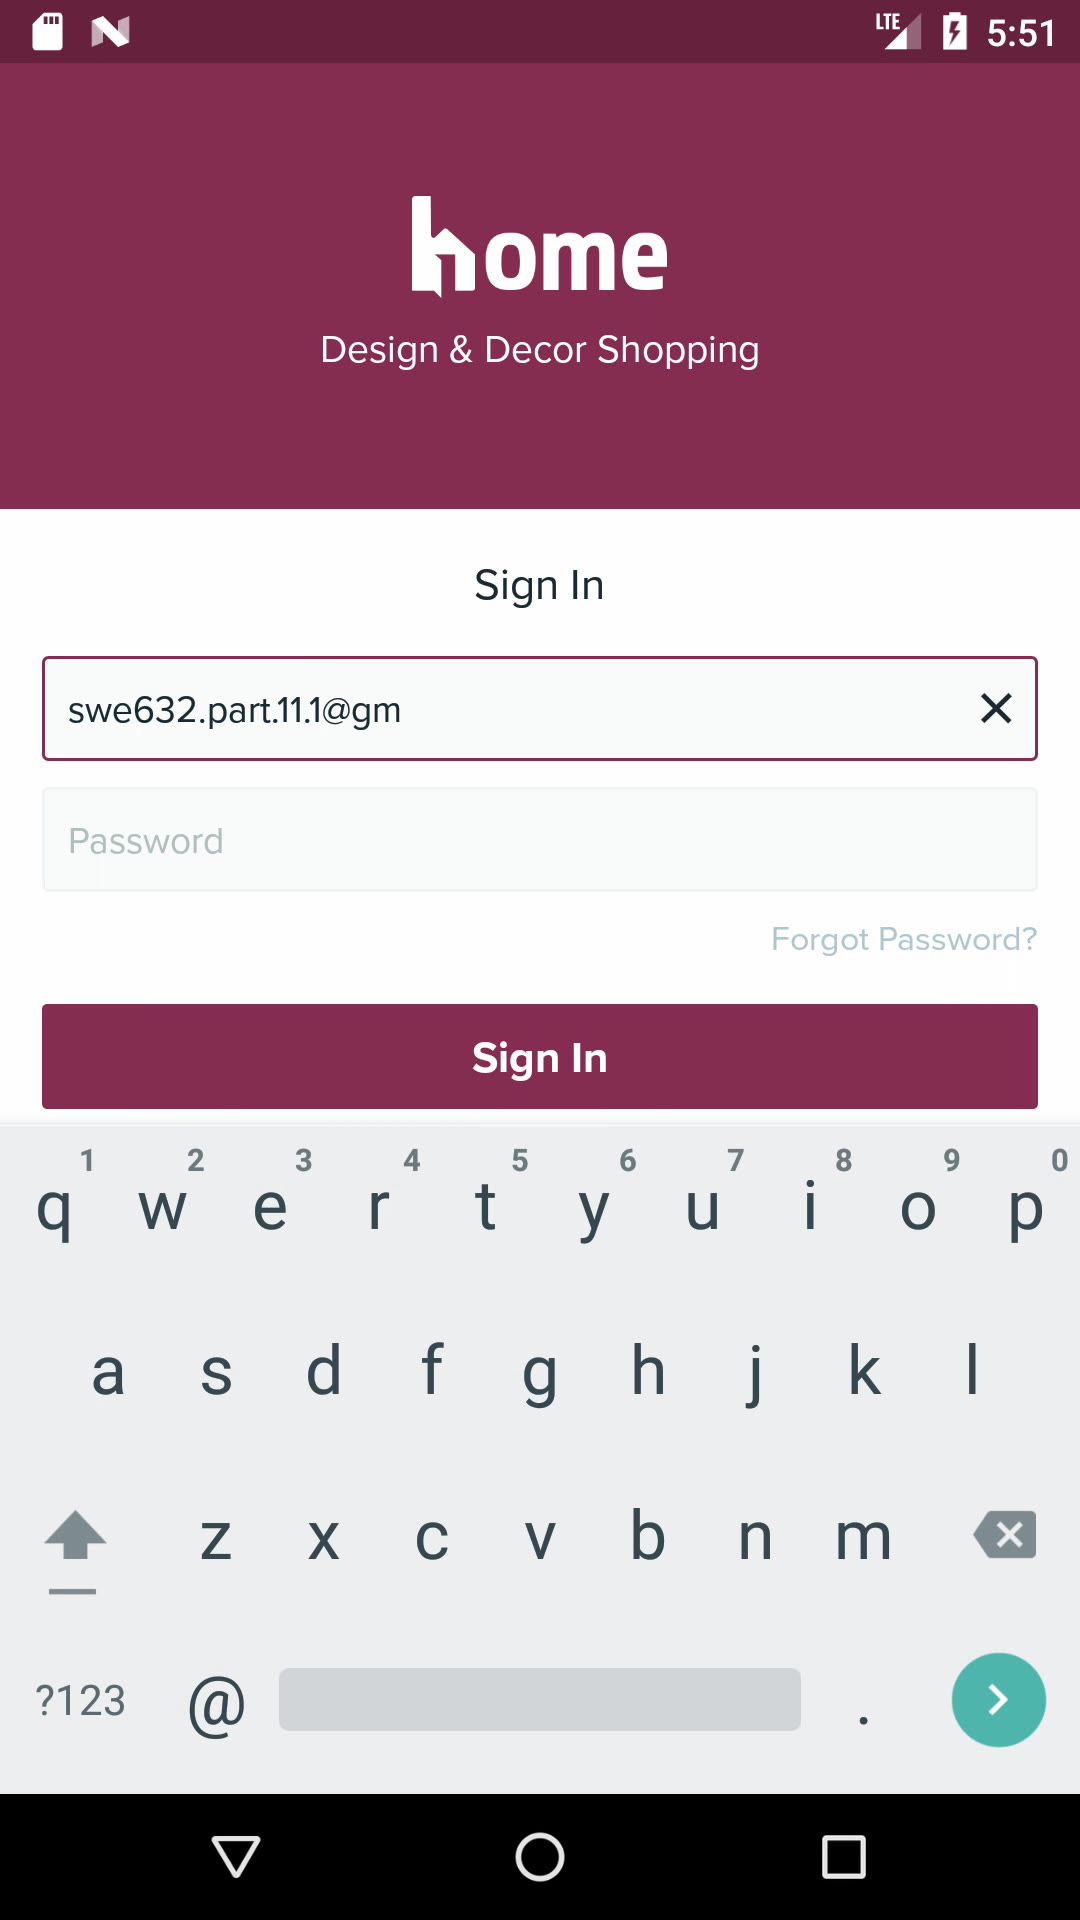 LTE 5:51
home
Design & Decor Shopping
Sign In
swe632.part.11.1@gm
Password
Forgot Password?
Sign In
1 2 3 4 5 6 7 8 9 0
q w e r t y u i o p
a s d f g h j k l
z x c v b n m
?123 @ .